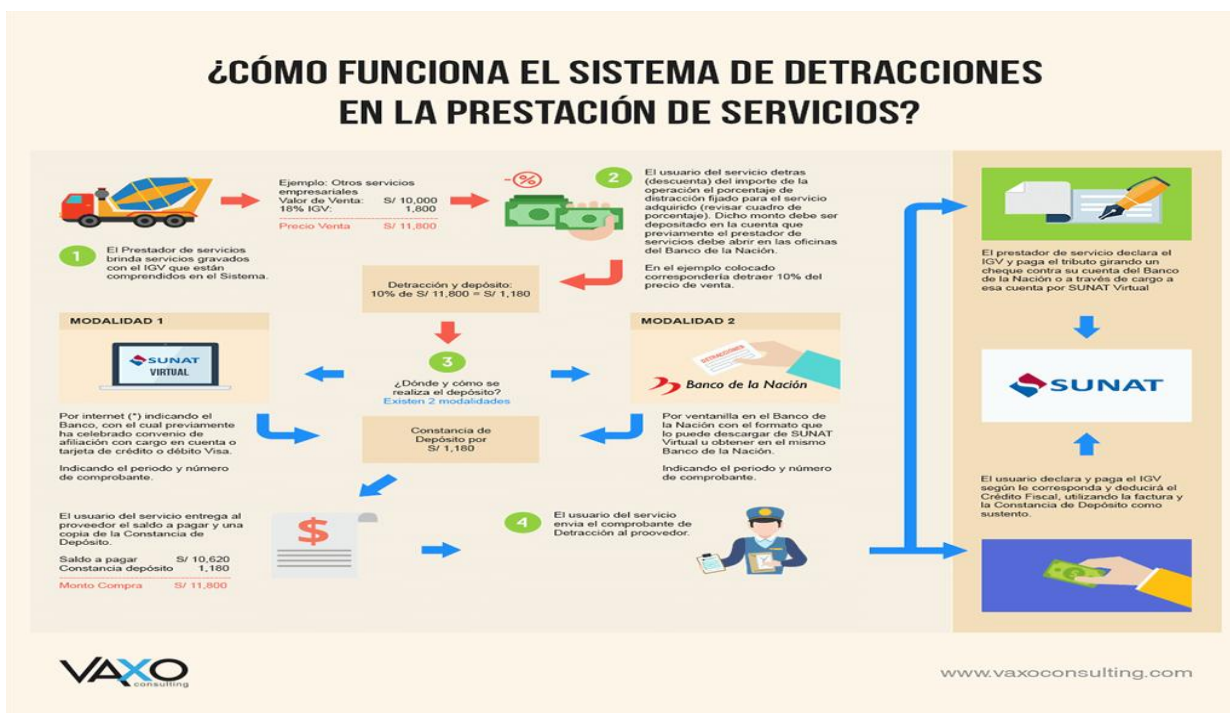 ¿CÓMO FUNCIONA EL SISTEMA DE DETRACCIONES
EN LA PRESTACIÓN DE SERVICIOS?
1
El Prestador de servicios
brinda servicios gravados
con el IGV que están
comprendidos en el Sistema.
Ejemplo: Otros servicios
empresariales
Valor de Venta: S/ 10,000
18% IGV: 1,800
Precio Venta S/ 11,800
-%
2
El usuario del servicio detras
(descuenta) del importe de la
operación el porcentaje de
distracción fijado para el servicio
adquirido (revisar cuadro de
porcentaje). Dicho monto debe ser
depositado en la cuenta que
previamente el prestador de
servicios debe abrir en las oficinas
del Banco de la Nación.
En el ejemplo colocado
correspondería detraer 10% del
precio de venta.
Detracción y depósito:
10% de S/ 11,800 = S/ 1,180
3
¿Dónde y cómo se
realiza el depósito?
Existen 2 modalidades
MODALIDAD 1
SUNAT
VIRTUAL
Por internet (*) indicando el
Banco, con el cual previamente
ha celebrado convenio de
afiliación con cargo en cuenta o
tarjeta de crédito o débito Visa.
Indicando el periodo y número
de comprobante.
MODALIDAD 2
DETRACCIONES
Banco de la Nación
Por ventanilla en el Banco de
la Nación con el formato que
lo puede descargar de SUNAT
Virtual u obtener en el mismo
Banco de la Nación.
Indicando el periodo y número
de comprobante.
Constancia de
Depósito por
S/ 1,180
El usuario del servicio entrega al
proveedor el saldo a pagar y una
copia de la Constancia de
Depósito.
Saldo a pagar S/ 10,620
Constancia depósito 1,180
Monto Compra S/ 11,800
$
4
El usuario del servicio
envia el comprobante de
Detracción al proovedor.
El prestador de servicio declara el
IGV y paga el tributo girando un
cheque contra su cuenta del Banco
de la Nación o a través de cargo a
esa cuenta por SUNAT Virtual
SUNAT
El usuario declara y paga el IGV
según le corresponda y deducirá el
Crédito Fiscal, utilizando la factura y
la Constancia de Depósito como
sustento.
VAXO
consulting
www.vaxoconsulting.com